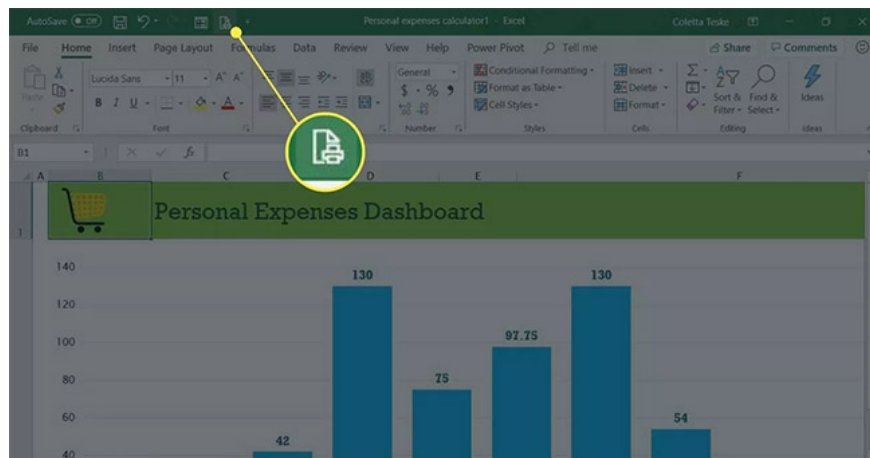 AutoSave Off Personal expenses calculator1 - Excel Coletta Teske
File Home Insert Page Layout Formulas Data Review View Help Power Pivot Tell me Share Comments
Paste Lucida Sans 11 A A General Conditional Formatting Insert Σ
B I U A $ % 9 Format as Table Delete Sort & Find & Ideas
Cell Styles Format Filter Select
Clipboard Font Number Styles Cells Editing Ideas
B1 fx
A B C D E F
1 Personal Expenses Dashboard
140
130 130
120
100
97.75
80
75
60
54
42
40